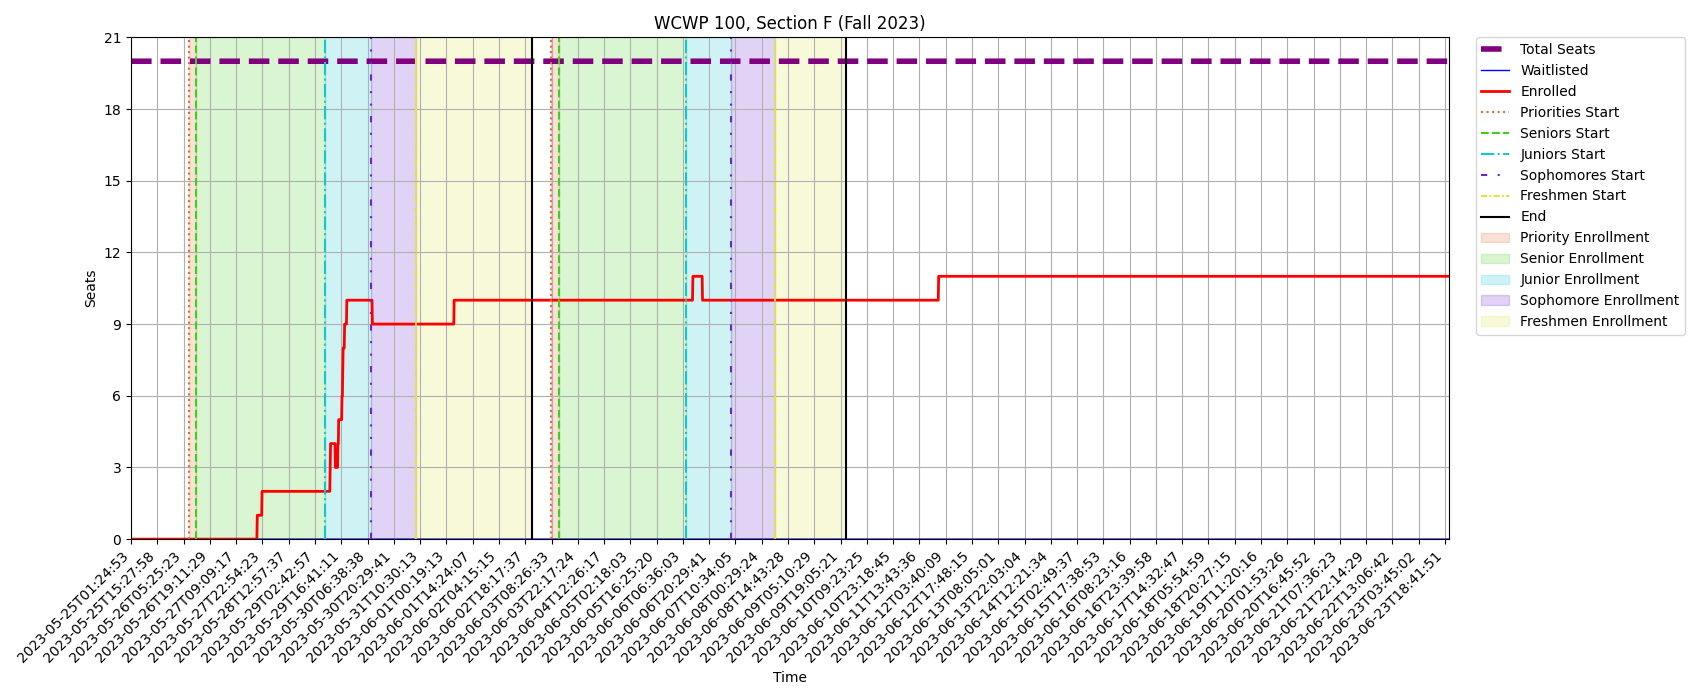 WCWP 100, Section F (Fall 2023)
21
18
15
12
9
6
3
0
Seats
2023-05-25T01:24:53
2023-05-25T15:27:58
2023-05-26T05:25:23
2023-05-26T19:11:29
2023-05-27T09:09:17
2023-05-27T22:54:23
2023-05-28T12:57:37
2023-05-29T02:42:57
2023-05-29T16:41:11
2023-05-30T06:38:38
2023-05-30T20:29:41
2023-05-31T10:30:13
2023-06-01T00:19:13
2023-06-01T14:24:07
2023-06-02T04:15:15
2023-06-02T18:17:37
2023-06-03T08:26:33
2023-06-03T22:17:24
2023-06-04T12:26:17
2023-06-05T02:18:03
2023-06-05T16:25:20
2023-06-06T06:36:03
2023-06-06T20:29:41
2023-06-07T10:34:05
2023-06-08T00:29:24
2023-06-08T14:43:28
2023-06-09T05:10:29
2023-06-09T19:05:21
2023-06-10T09:23:25
2023-06-10T23:18:45
2023-06-11T13:43:36
2023-06-12T03:40:09
2023-06-12T17:48:15
2023-06-13T08:05:01
2023-06-13T22:03:04
2023-06-14T12:21:34
2023-06-15T02:49:37
2023-06-15T17:38:53
2023-06-16T08:23:16
2023-06-16T23:39:58
2023-06-17T14:32:47
2023-06-18T05:54:59
2023-06-18T20:27:15
2023-06-19T11:20:16
2023-06-20T01:53:26
2023-06-20T16:45:52
2023-06-21T07:36:23
2023-06-21T22:14:29
2023-06-22T13:06:42
2023-06-23T03:45:02
2023-06-23T18:41:51
Time
Total Seats
Waitlisted
Enrolled
Priorities Start
Seniors Start
Juniors Start
Sophomores Start
Freshmen Start
End
Priority Enrollment
Senior Enrollment
Junior Enrollment
Sophomore Enrollment
Freshmen Enrollment